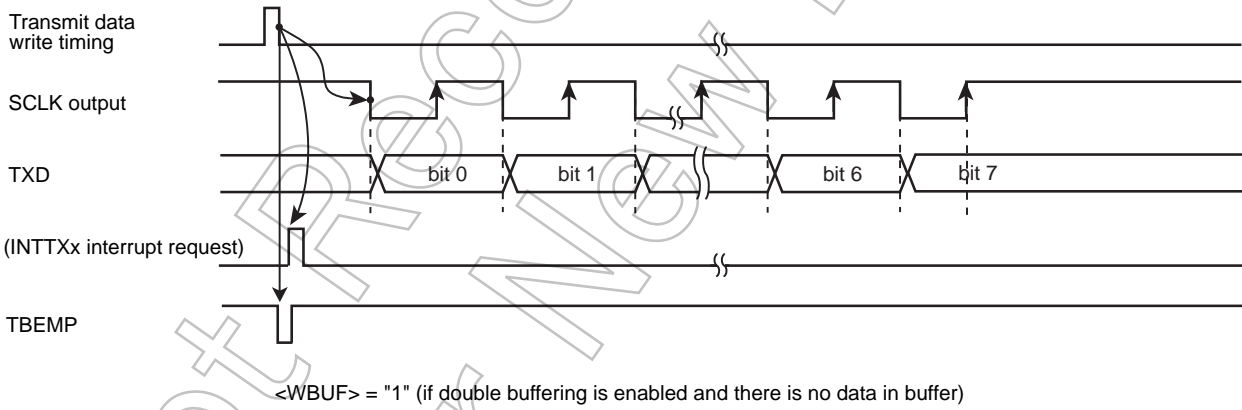 Transmit data
write timing
SCLK output
TXD
bit 0
bit 1
bit 6
bit 7
(INTTXx interrupt request)
TBEMP
<WBUF> = "1" (if double buffering is enabled and there is no data in buffer)